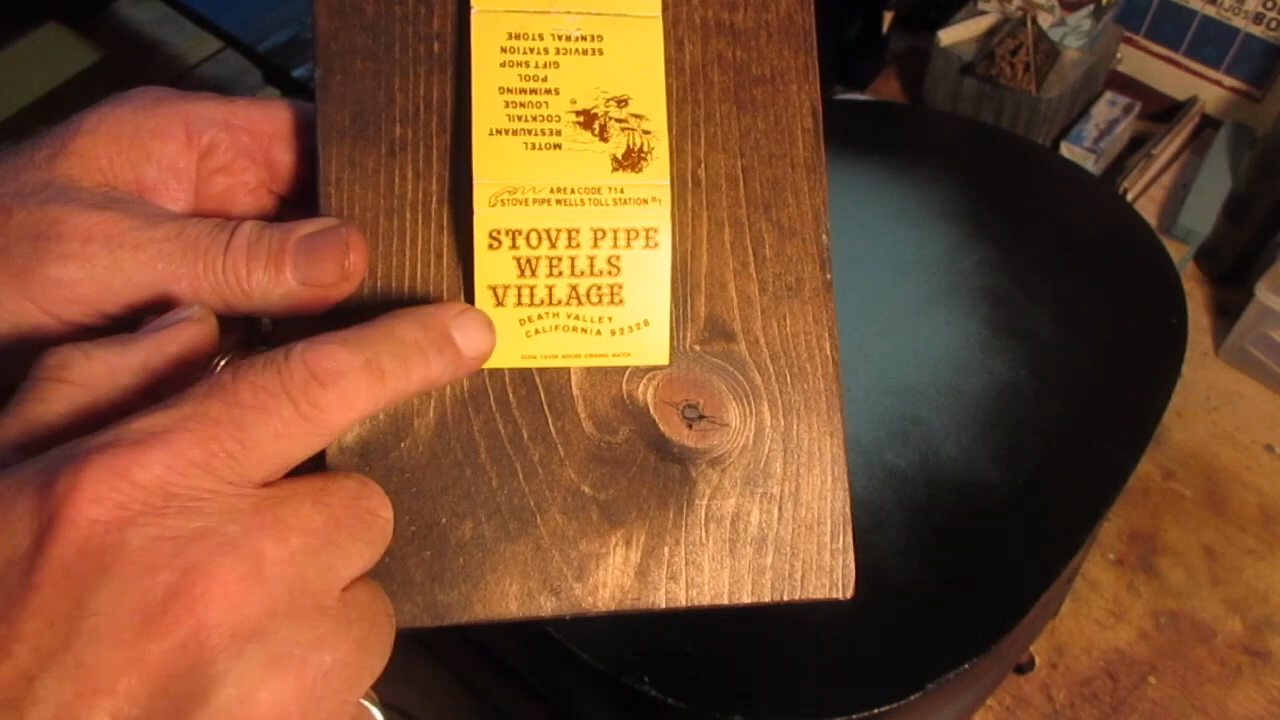 GENERAL STORE
SERVICE STATION
GIFT SHOP
POOL
SWIMMING
LOUNGE
COCKTAIL
RESTAURANT
MOTEL
AREA CODE 714
STOVE PIPE WELLS TOLL STATION #1
STOVE PIPE
WELLS
VILLAGE
DEATH VALLEY
CALIFORNIA 92328
CLOSE COVER BEFORE STRIKING MATCH